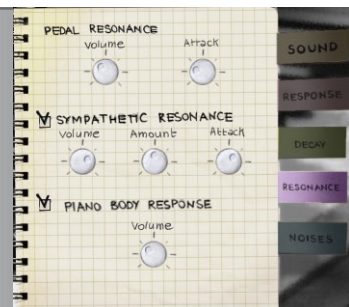 PEDAL RESONANCE
Volume Attack
SYMPATHETIC RESONANCE
Volume Amount Attack
PIANO BODY RESPONSE
Volume
SOUND
RESPONSE
DECAY
RESONANCE
NOISES